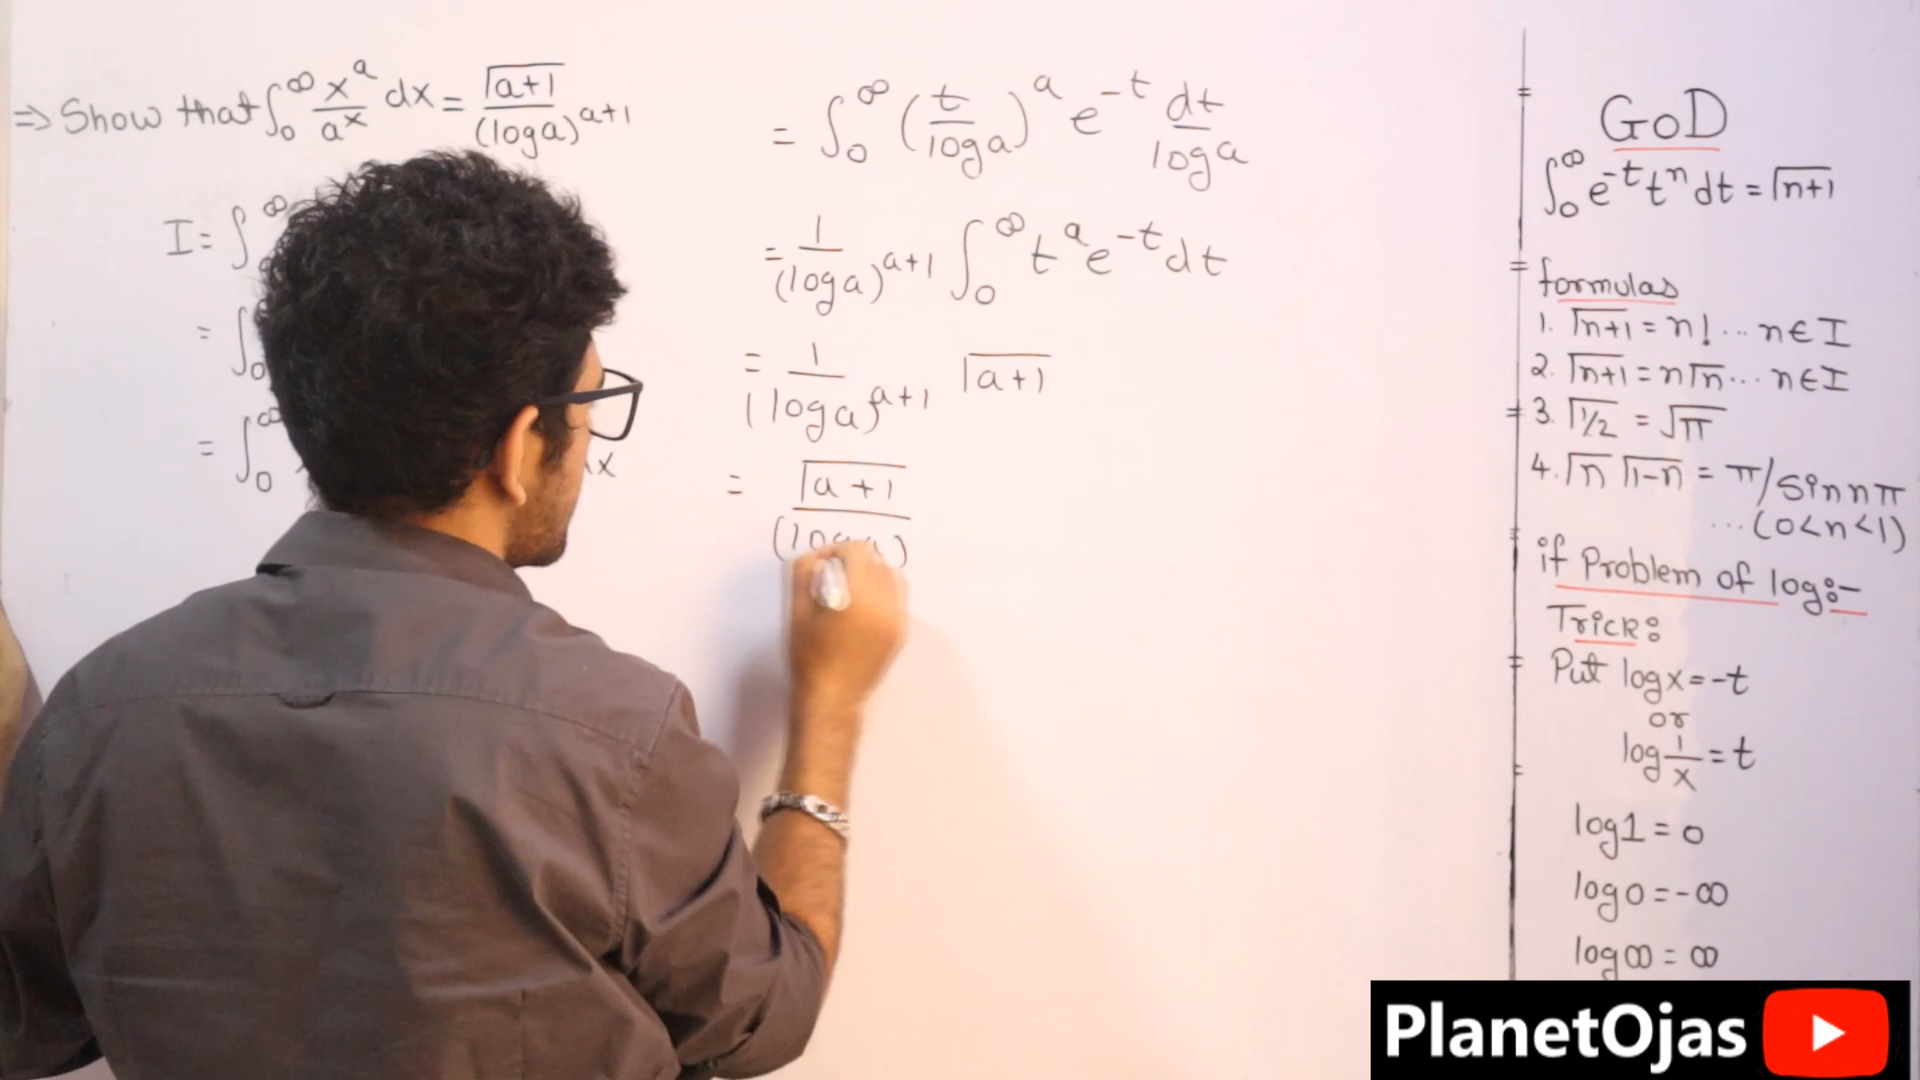 ⇒ Show that ∫₀^∞ x^a/a^x dx = Γ(a+1)/(log a)^(a+1)
I = ∫ ∞
= ∫₀
= ∫₀^∞ x
= ∫₀^∞ (t/log a)^a e^-t dt/log a
= 1/(log a)^(a+1) ∫₀^∞ t^a e^-t dt
= 1/(log a)^(a+1) Γ(a+1)
= Γ(a+1)/(log a)
GOD
∫₀^∞ e^-t t^n dt = Γ(n+1)
formulas
1. Γ(n+1) = n! ... n∈I
2. Γ(n+1) = nΓn ... n∈I
3. Γ(1/2) = √π
4. Γn Γ(1-n) = π/sin nπ
... (0<n<1)
if Problem of log:-
Trick:
Put log x = -t
or
log 1/x = t
log 1 = 0
log 0 = -∞
log ∞ = ∞
PlanetOjas